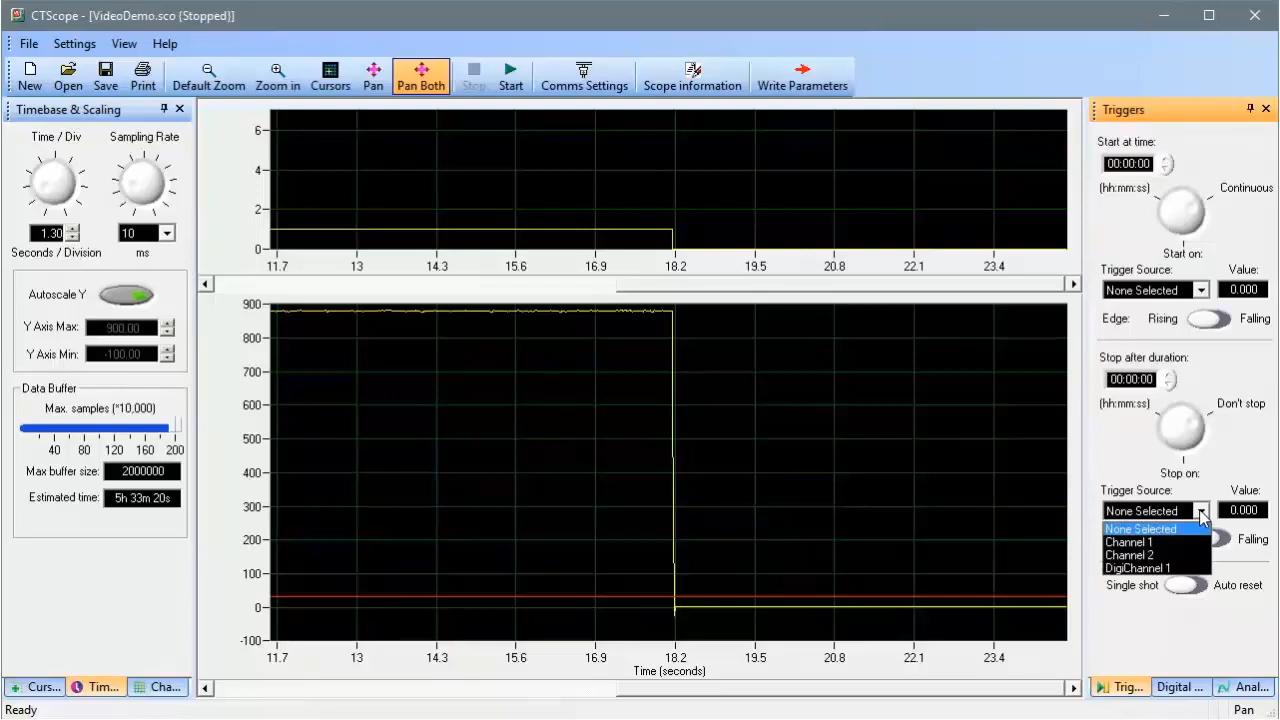 CTScope - [VideoDemo.sco {Stopped}]
File Settings View Help
New Open Save Print Default Zoom Zoom in Cursors Pan Pan Both Stop Start Comms Settings Scope information Write Parameters
Timebase & Scaling
Time / Div Sampling Rate
1.30 10
Seconds / Division ms
Autoscale Y
Y Axis Max: 900.00
Y Axis Min: -100.00
Data Buffer
Max. samples (*10,000)
40 80 120 160 200
Max buffer size: 2000000
Estimated time: 5h 33m 20s
Curs... Tim... Cha...
Ready
6
4
2
0
11.7 13 14.3 15.6 16.9 18.2 19.5 20.8 22.1 23.4
900
800
700
600
500
400
300
200
100
0
-100
11.7 13 14.3 15.6 16.9 18.2 19.5 20.8 22.1 23.4
Time (seconds)
Triggers
Start at time:
00:00:00
(hh:mm:ss) Continuous
Start on:
Trigger Source: Value:
None Selected 0.000
Edge: Rising Falling
Stop after duration:
00:00:00
(hh:mm:ss) Don't stop
Stop on:
Trigger Source: Value:
None Selected 0.000
None Selected
Channel 1
Channel 2
DigiChannel 1
Falling
Single shot Auto reset
Trig... Digital ... Anal...
Pan